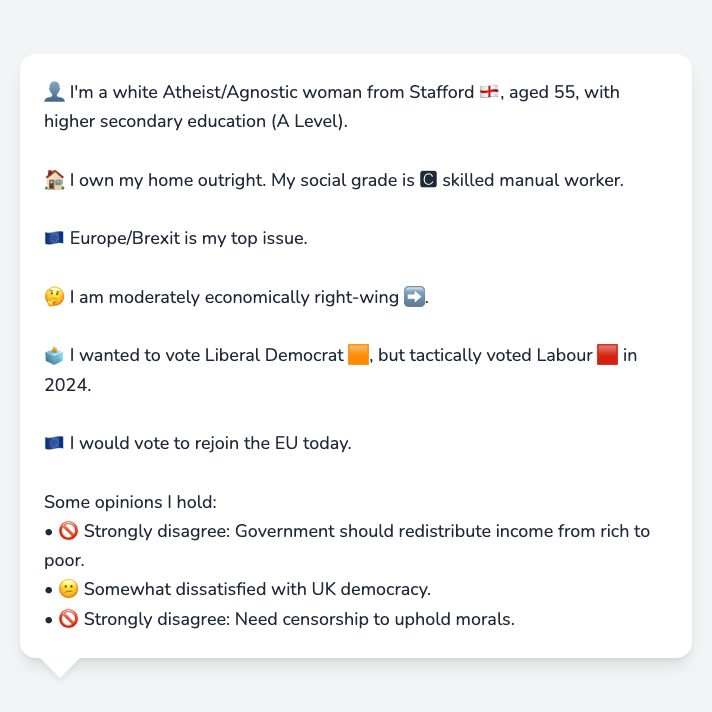 👤 I'm a white Atheist/Agnostic woman from Stafford 🏴󠁧󠁢󠁥󠁮󠁧󠁿, aged 55, with
higher secondary education (A Level).
🏠 I own my home outright. My social grade is 🅲 skilled manual worker.
🇪🇺 Europe/Brexit is my top issue.
🤔 I am moderately economically right-wing ➡️.
🗳️ I wanted to vote Liberal Democrat 🟧, but tactically voted Labour 🟥 in
2024.
🇪🇺 I would vote to rejoin the EU today.
Some opinions I hold:
• 🚫 Strongly disagree: Government should redistribute income from rich to
poor.
• 😕 Somewhat dissatisfied with UK democracy.
• 🚫 Strongly disagree: Need censorship to uphold morals.